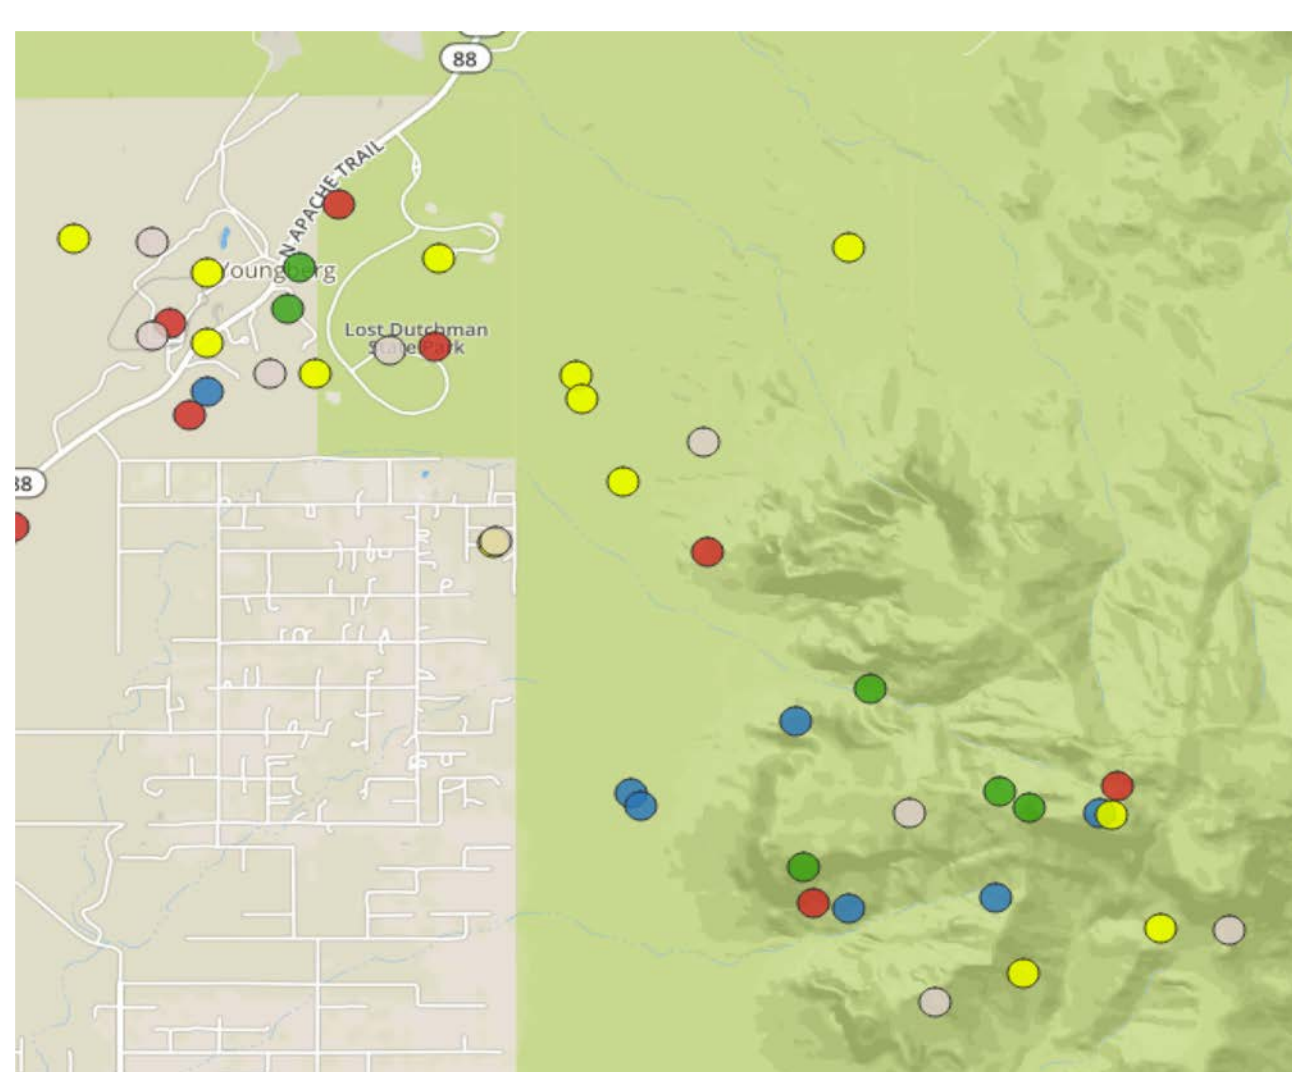 88
N APACHE TRAIL
Youngberg
Lost Dutchman
State Park
88